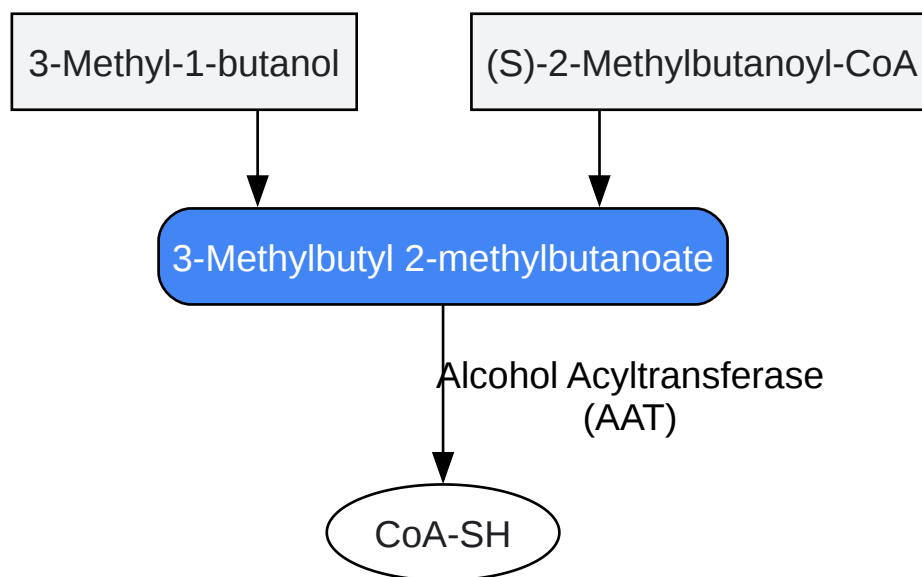 3-Methyl-1-butanol
(S)-2-Methylbutanoyl-CoA
3-Methylbutyl 2-methylbutanoate
Alcohol Acyltransferase
(AAT)
CoA-SH